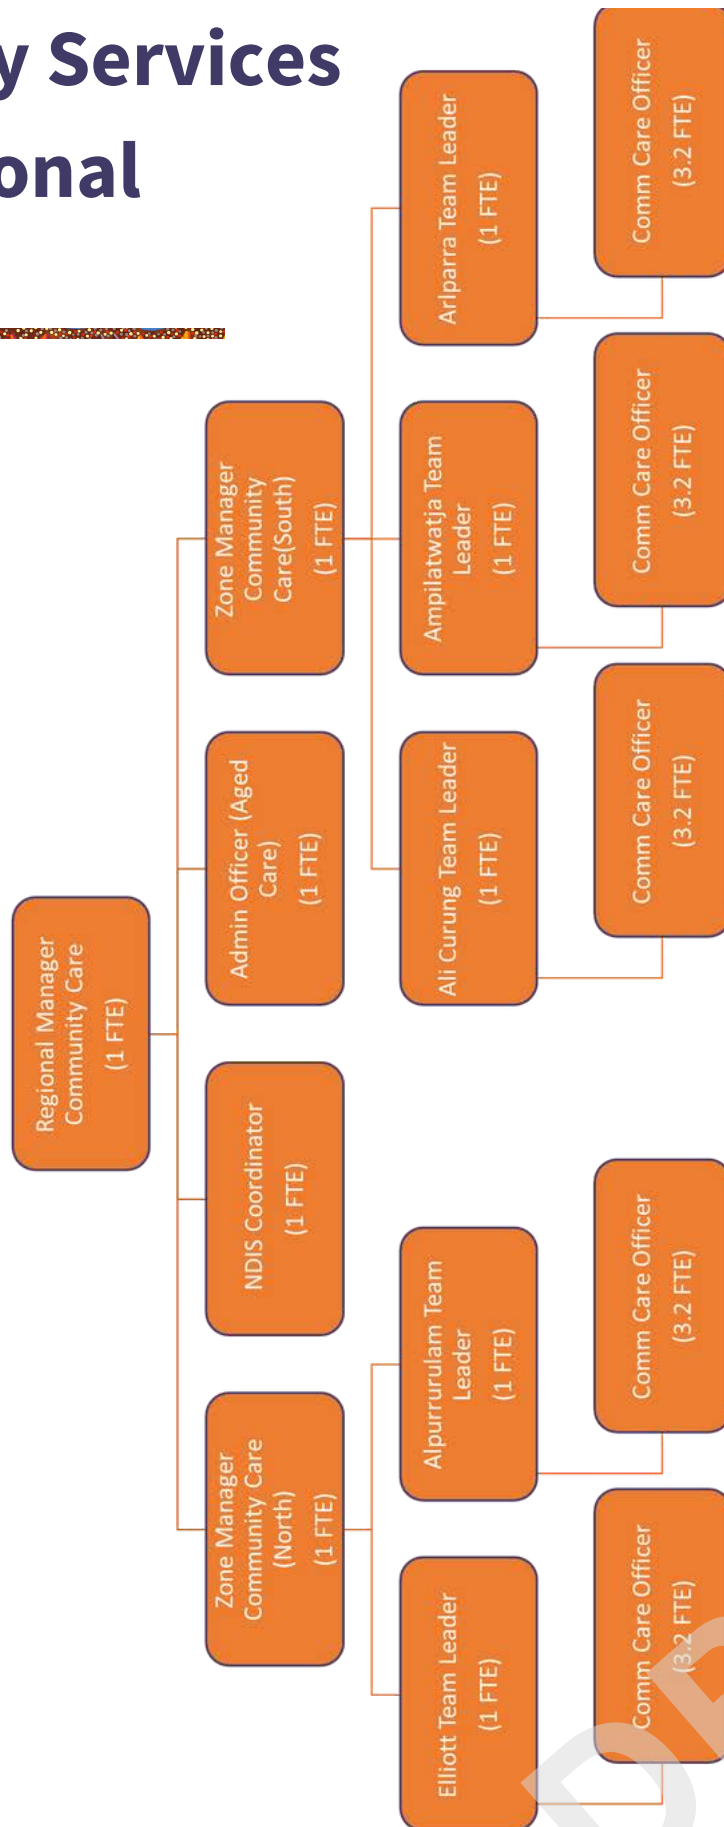 y Services
onal
Regional Manager
Community Care
(1 FTE)
Zone Manager
Community Care
(North)
(1 FTE)
NDIS Coordinator
(1 FTE)
Admin Officer (Aged
Care)
(1 FTE)
Zone Manager
Community
Care(South)
(1 FTE)
Elliott Team Leader
(1 FTE)
Alpurrurulam Team
Leader
(1 FTE)
Ali Curung Team Leader
(1 FTE)
Ampilatwatja Team
Leader
(1 FTE)
Arlparra Team Leader
(1 FTE)
Comm Care Officer
(3.2 FTE)
Comm Care Officer
(3.2 FTE)
Comm Care Officer
(3.2 FTE)
Comm Care Officer
(3.2 FTE)
Comm Care Officer
(3.2 FTE)